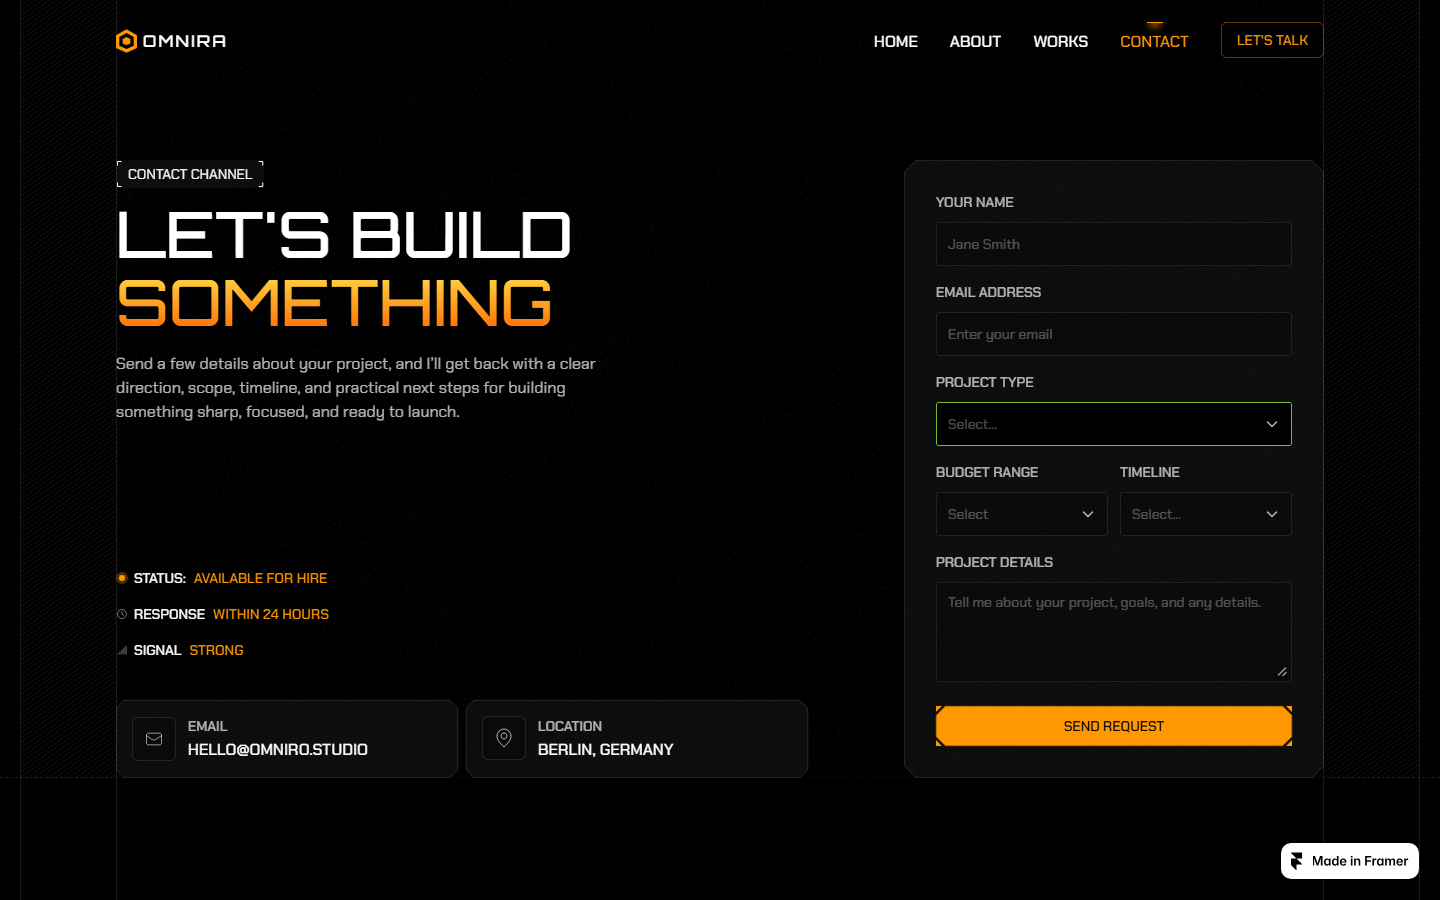 OMNIRA
HOME
ABOUT
WORKS
CONTACT
LET'S TALK
CONTACT CHANNEL
LET'S BUILD
SOMETHING
Send a few details about your project, and I'll get back with a clear
direction, scope, timeline, and practical next steps for building
something sharp, focused, and ready to launch.
STATUS: AVAILABLE FOR HIRE
RESPONSE WITHIN 24 HOURS
SIGNAL STRONG
EMAIL
HELLO@OMNIRO.STUDIO
LOCATION
BERLIN, GERMANY
YOUR NAME
Jane Smith
EMAIL ADDRESS
Enter your email
PROJECT TYPE
Select...
BUDGET RANGE
Select
TIMELINE
Select...
PROJECT DETAILS
Tell me about your project, goals, and any details.
SEND REQUEST
Made in Framer